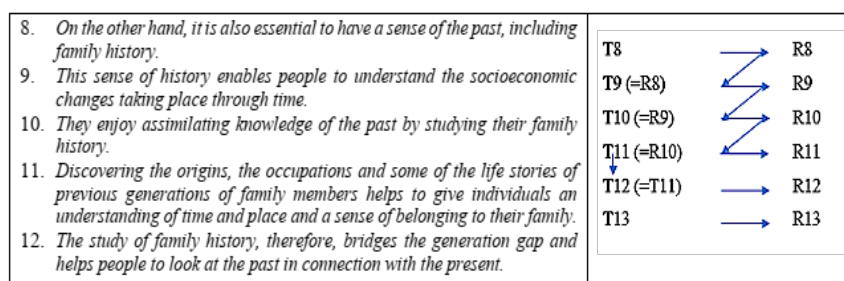 8. On the other hand, it is also essential to have a sense of the past, including
family history.
9. This sense of history enables people to understand the socioeconomic
changes taking place through time.
10. They enjoy assimilating knowledge of the past by studying their family
history.
11. Discovering the origins, the occupations and some of the life stories of
previous generations of family members helps to give individuals an
understanding of time and place and a sense of belonging to their family.
12. The study of family history, therefore, bridges the generation gap and
helps people to look at the past in connection with the present.
T8 R8
T9 (=R8) R9
T10 (=R9) R10
T11 (=R10) R11
T12 (=T11) R12
T13 R13